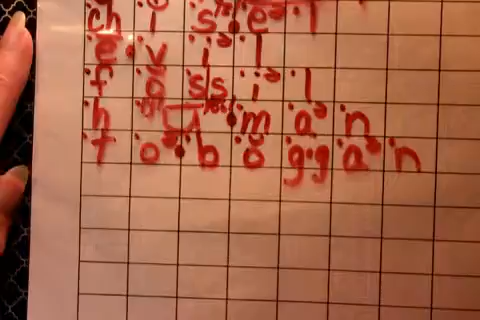 ch i s e l
e v i l
f o ss i l
h u m a n
t o b o gg a n